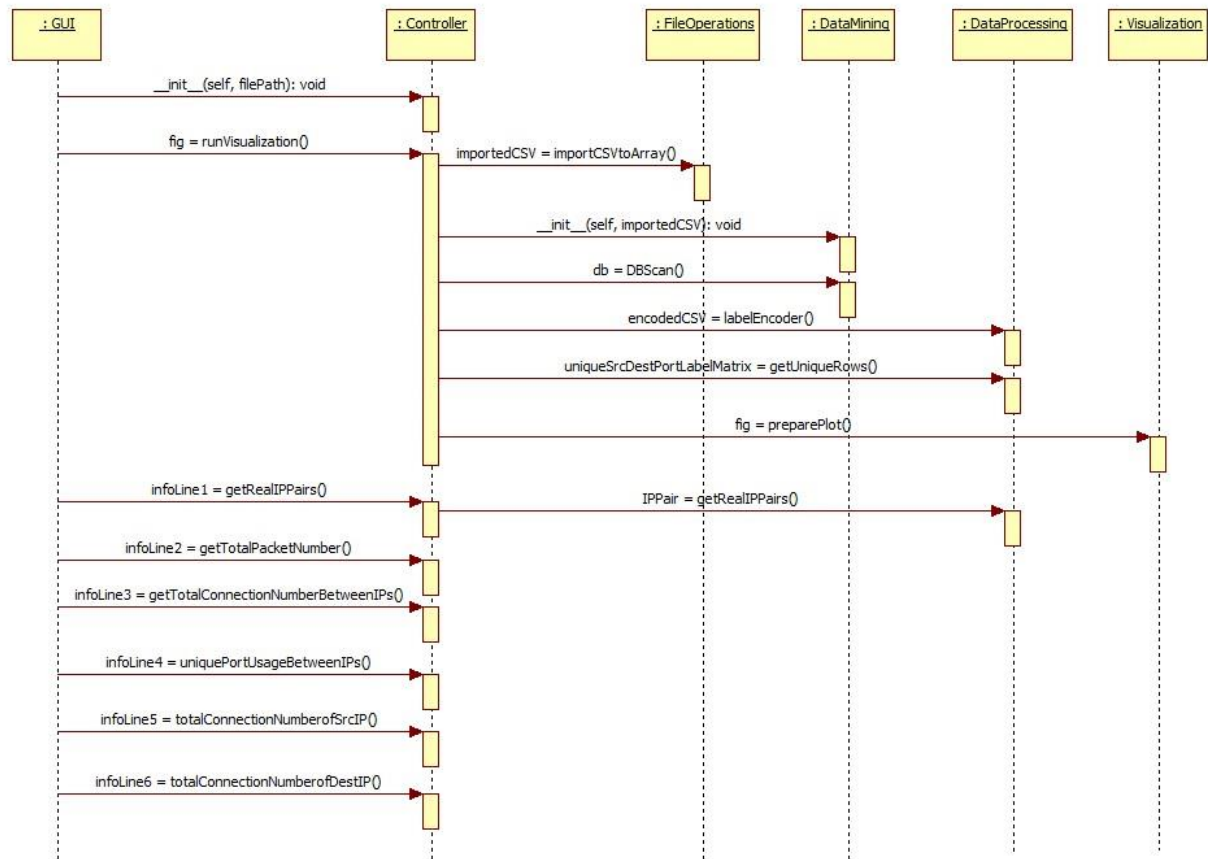 : GUI
: Controller
: FileOperations
: DataMining
: DataProcessing
: Visualization
__init__(self, filePath): void
fig = runVisualization()
importedCSV = importCSVtoArray()
__init__(self, importedCSV): void
db = DBScan()
encodedCSV = labelEncoder()
uniqueSrcDestPortLabelMatrix = getUniqueRows()
fig = preparePlot()
infoLine1 = getRealIPPairs()
IPPair = getRealIPPairs()
infoLine2 = getTotalPacketNumber()
infoLine3 = getTotalConnectionNumberBetweenIPs()
infoLine4 = uniquePortUsageBetweenIPs()
infoLine5 = totalConnectionNumberofSrcIP()
infoLine6 = totalConnectionNumberofDestIP()